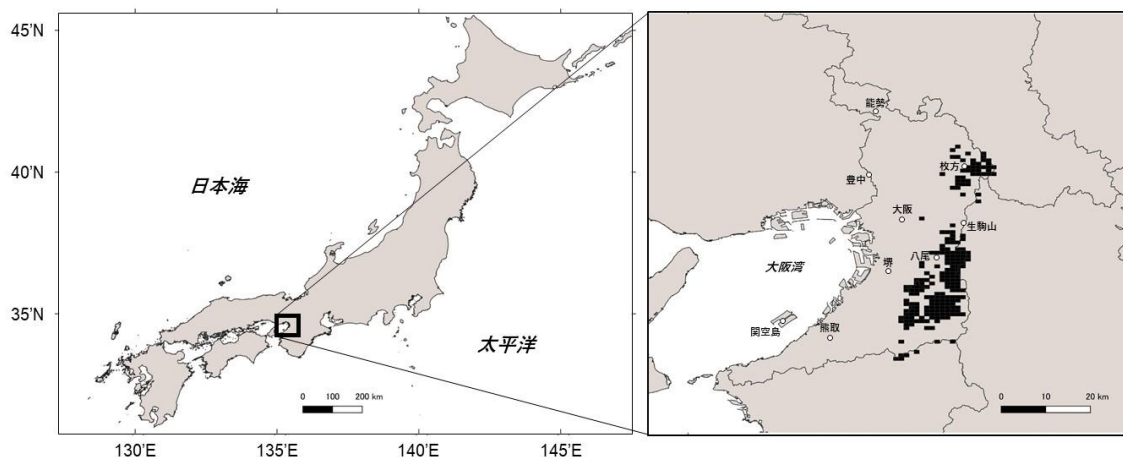 45°N
40°N
35°N
130°E
135°E
140°E
145°E
日本海
太平洋
0 100 200 km
能勢
枚方
豊中
大阪
生駒山
八尾
堺
大阪湾
関空島
熊取
0 10 20 km